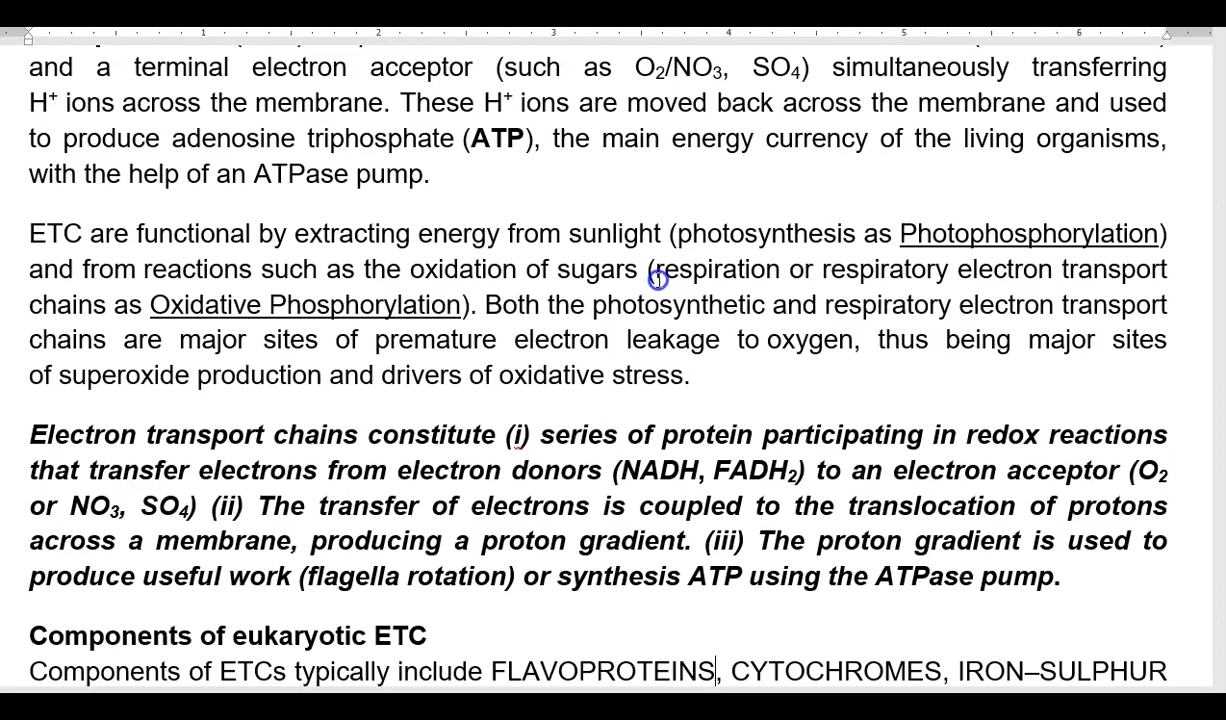 1 2 3 4 5 6
and a terminal electron acceptor (such as O₂/NO₃, SO₄) simultaneously transferring
H⁺ ions across the membrane. These H⁺ ions are moved back across the membrane and used
to produce adenosine triphosphate (ATP), the main energy currency of the living organisms,
with the help of an ATPase pump.
ETC are functional by extracting energy from sunlight (photosynthesis as Photophosphorylation)
and from reactions such as the oxidation of sugars (respiration or respiratory electron transport
chains as Oxidative Phosphorylation). Both the photosynthetic and respiratory electron transport
chains are major sites of premature electron leakage to oxygen, thus being major sites
of superoxide production and drivers of oxidative stress.
Electron transport chains constitute (i) series of protein participating in redox reactions
that transfer electrons from electron donors (NADH, FADH₂) to an electron acceptor (O₂
or NO₃, SO₄) (ii) The transfer of electrons is coupled to the translocation of protons
across a membrane, producing a proton gradient. (iii) The proton gradient is used to
produce useful work (flagella rotation) or synthesis ATP using the ATPase pump.
Components of eukaryotic ETC
Components of ETCs typically include FLAVOPROTEINS, CYTOCHROMES, IRON–SULPHUR